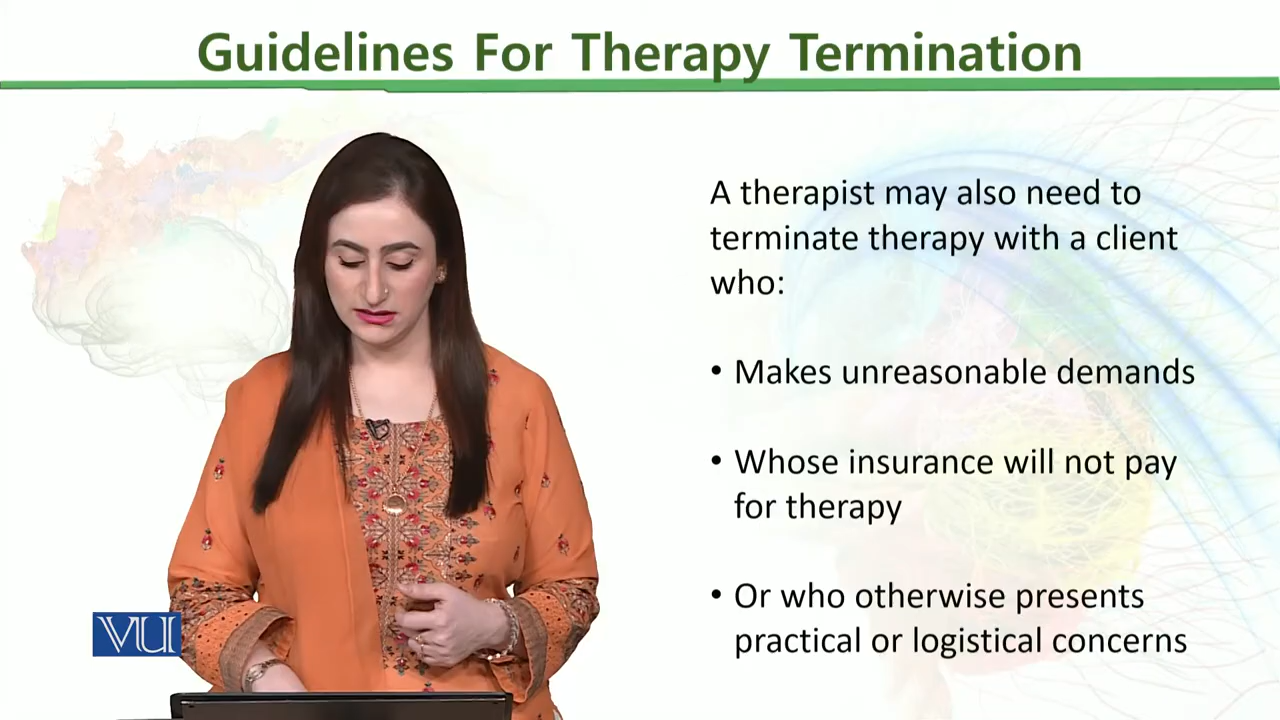 Guidelines For Therapy Termination
A therapist may also need to
terminate therapy with a client
who:
• Makes unreasonable demands
• Whose insurance will not pay
for therapy
• Or who otherwise presents
practical or logistical concerns
VU